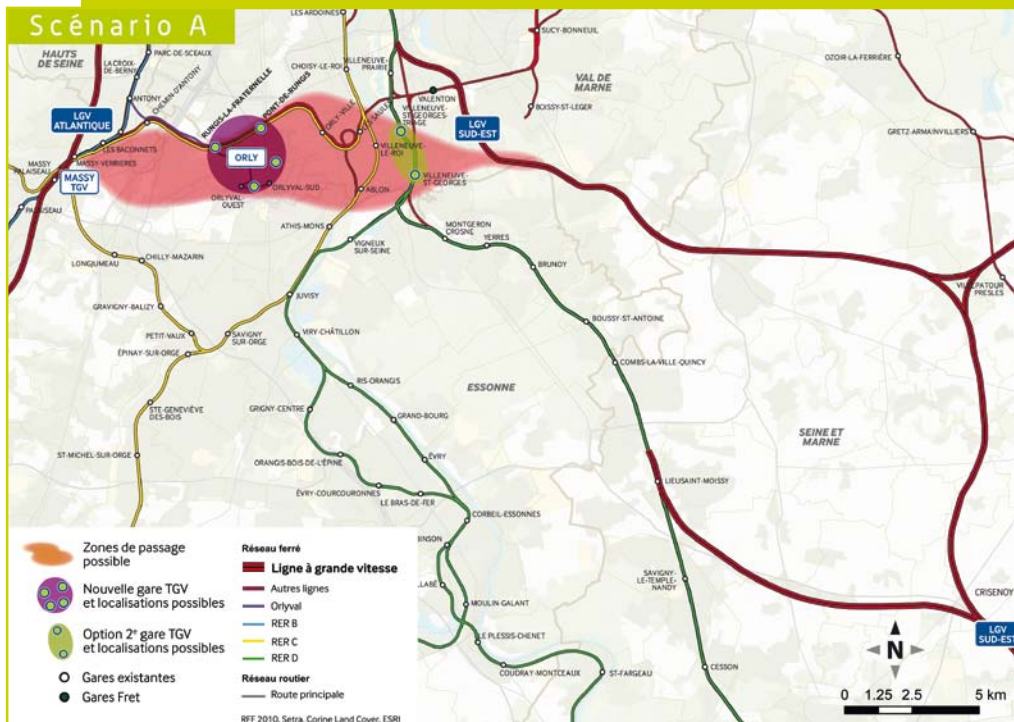 Scénario A
HAUTS
DE SEINE
PARC-DE-SCEAUX
LA CROIX-
DE-BERNY
ANTONY
CHEMIN-D'ANTONY
LGV
ATLANTIQUE
LES BACONNETS
MASSY-VERRIERES
MASSY
PALAISEAU
MASSY
TGV
PALAISEAU
RUNGIS-LA-FRATERNELLE
PONT-DE-RUNGIS
ORLY
ORLYVAL-
OUEST
ORLYVAL-SUD
LES ARDOINES
CHOISY-LE-ROI
ORLY-VILLE
LES SAULES
VILLENEUVE-
PRAIRIE
VALENTON
VILLENEUVE-
ST-GEORGES-
TRIAGE
VILLENEUVE-
LE-ROI
VILLENEUVE-
ST-GEORGES
ABLON
ATHIS-MONS
LGV
SUD-EST
SUCY-BONNEUIL
VAL DE
MARNE
BOISSY-ST-LEGER
OZOIR-LA-FERRIÈRE
GRETZ-ARMAINVILLIERS
VIGNEUX
SUR-SEINE
MONTGERON
CROSNE
YERRES
BRUNOY
BOUSSY-ST-ANTOINE
COMBS-LA-VILLE-QUINCY
VILLEPATOUR
PRESLES
LONGJUMEAU
CHILLY-MAZARIN
GRAVIGNY-BALIZY
PETIT-VAUX
SAVIGNY
SUR-ORGE
ÉPINAY-SUR-ORGE
JUVISY
VIRY-CHÂTILLON
RIS-ORANGIS
ESSONNE
GRIGNY-CENTRE
GRAND-BOURG
STE-GENEVIÈVE
DES-BOIS
ST-MICHEL-SUR-ORGE
ORANGIS-BOIS-DE-L'ÉPINE
ÉVRY
ÉVRY-COURCOURONNES
LE BRAS-DE-FER
CORBEIL-ESSONNES
SEINE ET
MARNE
LIEUSAINT-MOISSY
SAVIGNY-
LE-TEMPLE-
NANDY
CESSON
CRISENOY
LGV
SUD-EST
BINSON
LLABÉ
MOULIN-GALANT
LE PLESSIS-CHENET
COUDRAY-MONTCEAUX
ST-FARGEAU
Zones de passage
possible
Nouvelle gare TGV
et localisations possibles
Option 2e gare TGV
et localisations possibles
Gares existantes
Gares Fret
Réseau ferré
Ligne à grande vitesse
Autres lignes
Orlyval
RER B
RER C
RER D
Réseau routier
Route principale
RFF 2010, Setra, Corine Land Cover, ESRI
N
0 1.25 2.5 5 km